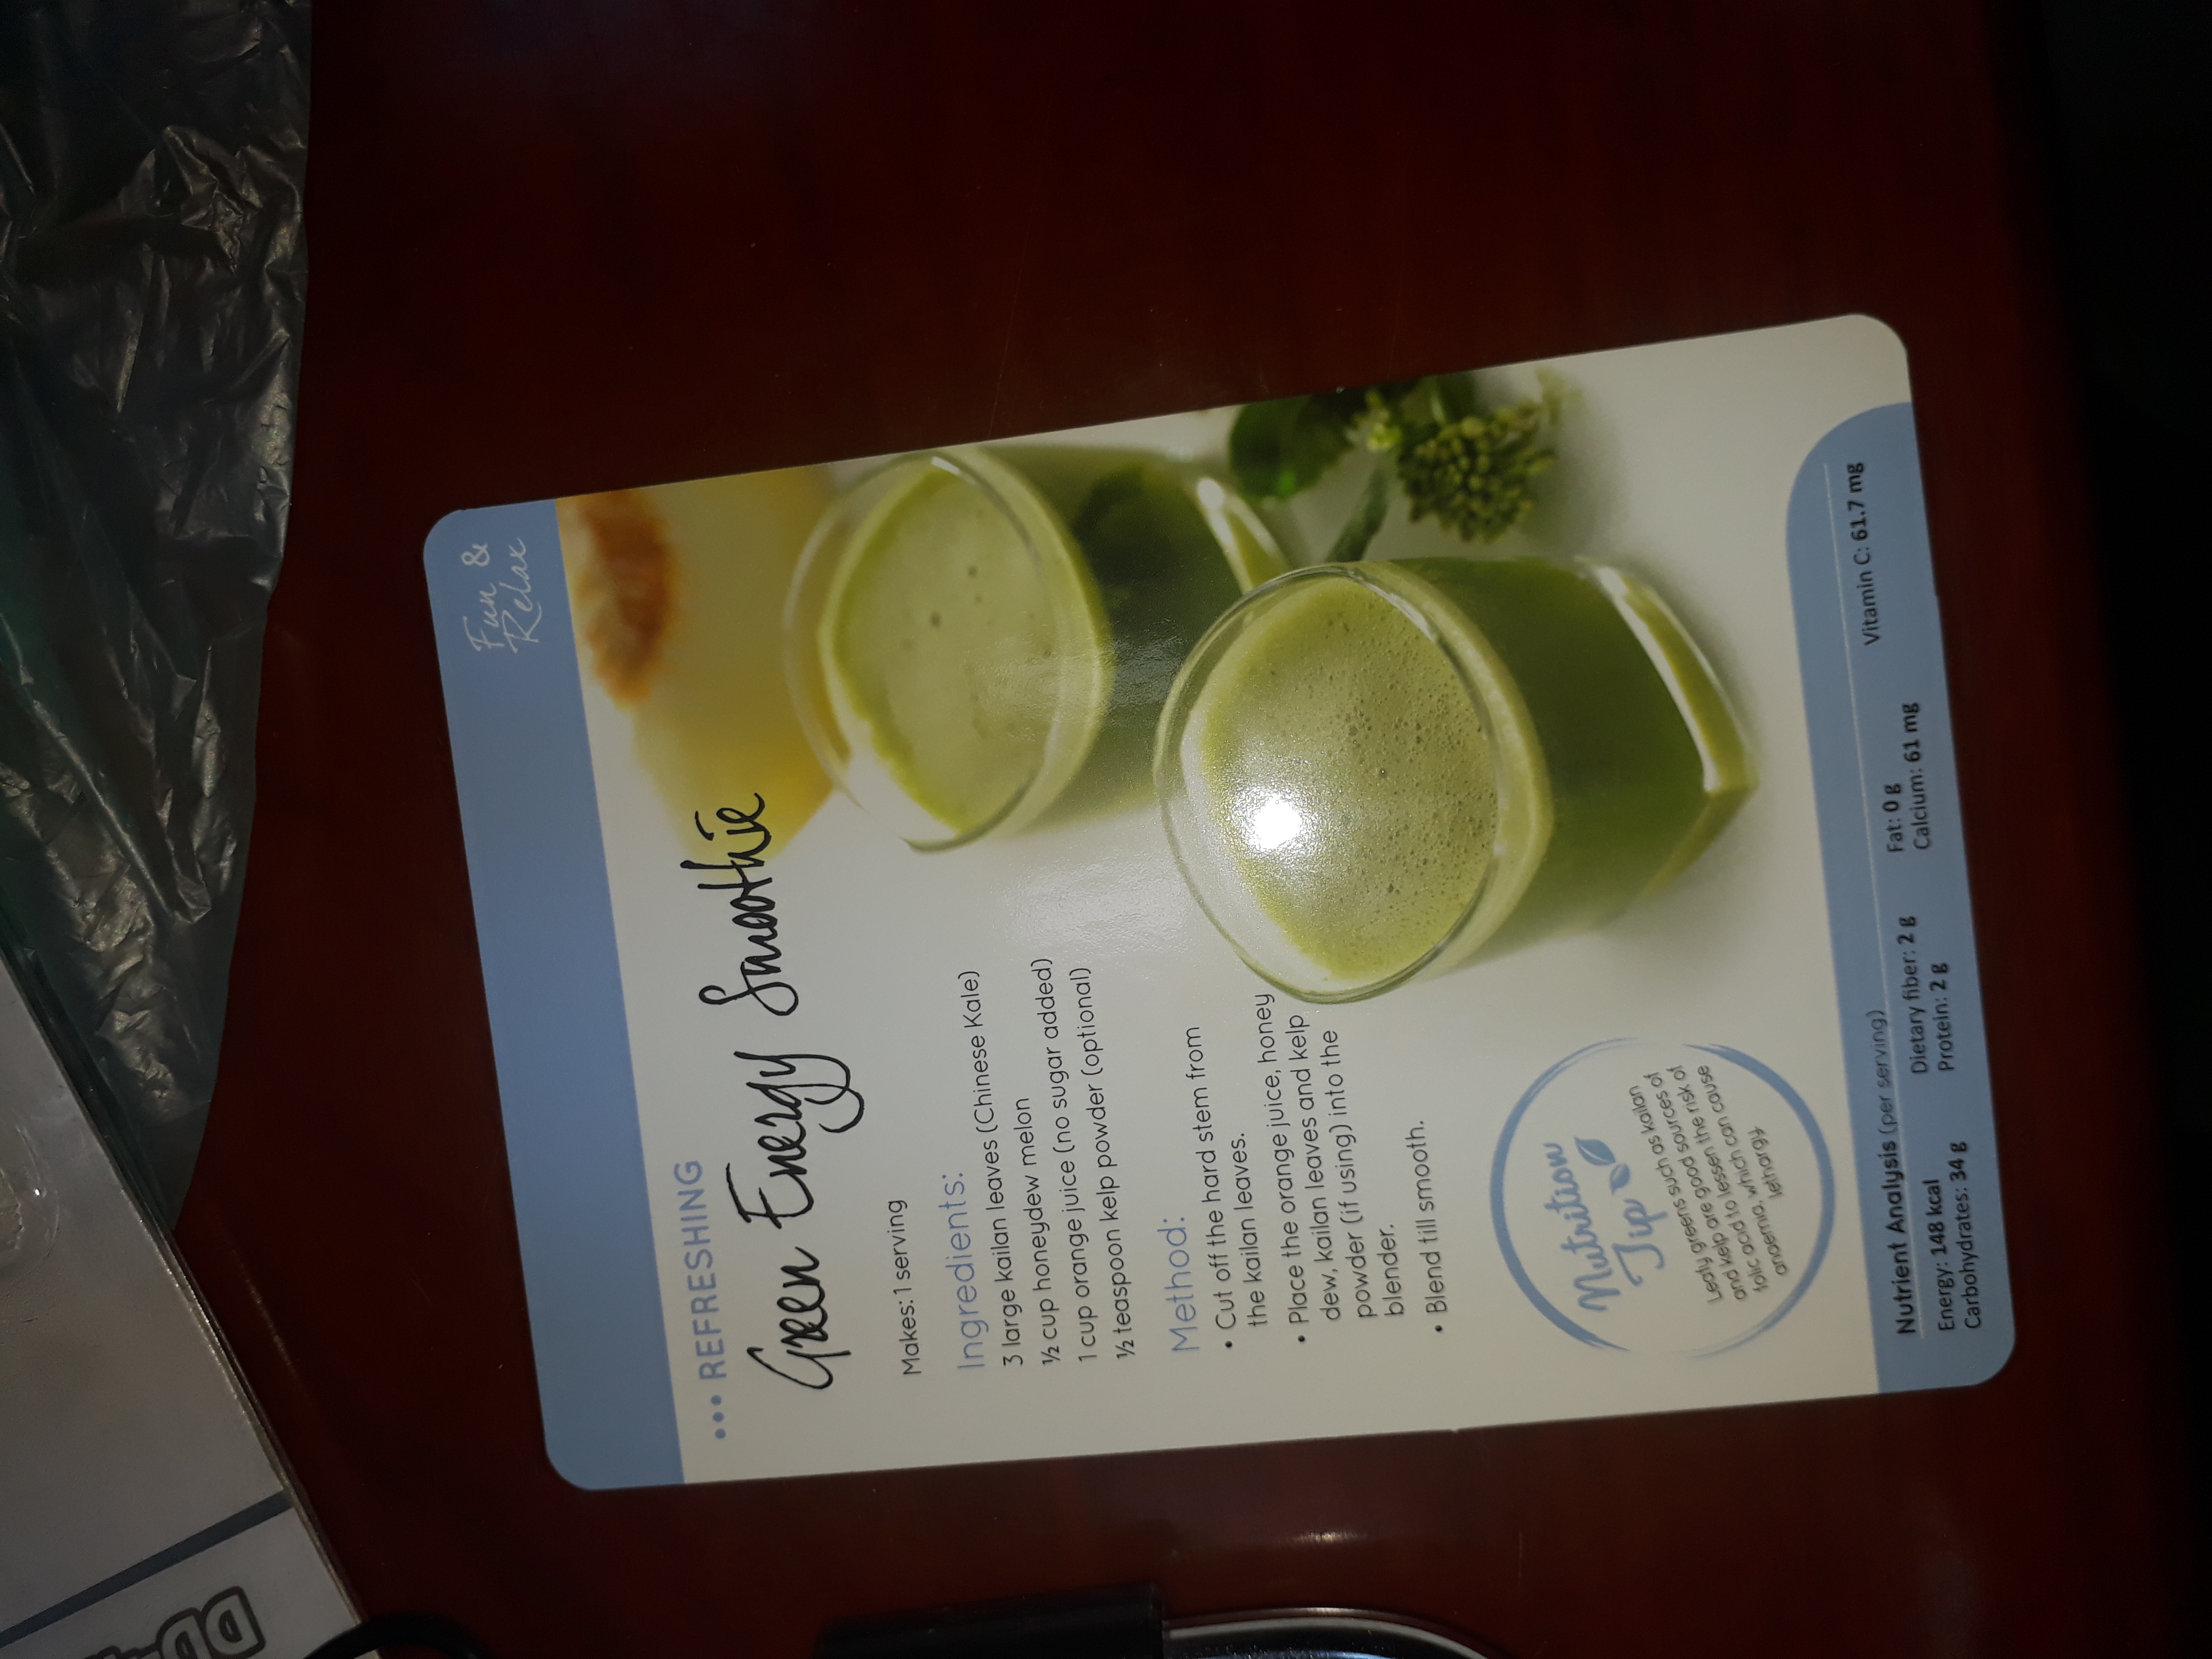 Fun &
Relax
••• REFRESHING
Green Energy Smoothie
Makes: 1 serving
Ingredients:
3 large kailan leaves (Chinese Kale)
½ cup honeydew melon
1 cup orange juice (no sugar added)
½ teaspoon kelp powder (optional)
Method:
• Cut off the hard stem from
the kailan leaves.
• Place the orange juice, honey
dew, kailan leaves and kelp
powder (if using) into the
blender.
• Blend till smooth.
Nutrition
Tip
Leafy greens such as kailan
and kelp are good sources of
folic acid to lessen the risk of
anaemia, which can cause
lethargy.
Nutrient Analysis (per serving)
Energy: 148 kcal
Carbohydrates: 34 g
Dietary fiber: 2 g
Protein: 2 g
Fat: 0 g
Calcium: 61 mg
Vitamin C: 61.7 mg